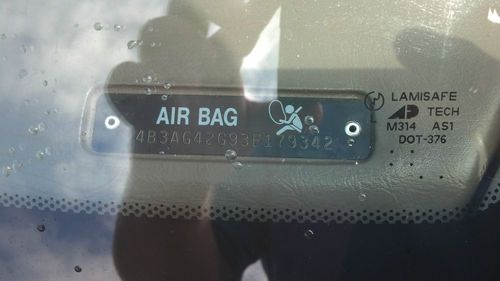 AIR BAG
4B3AG42G93E179342
LAMISAFE
TECH
M314 AS1
DOT-376